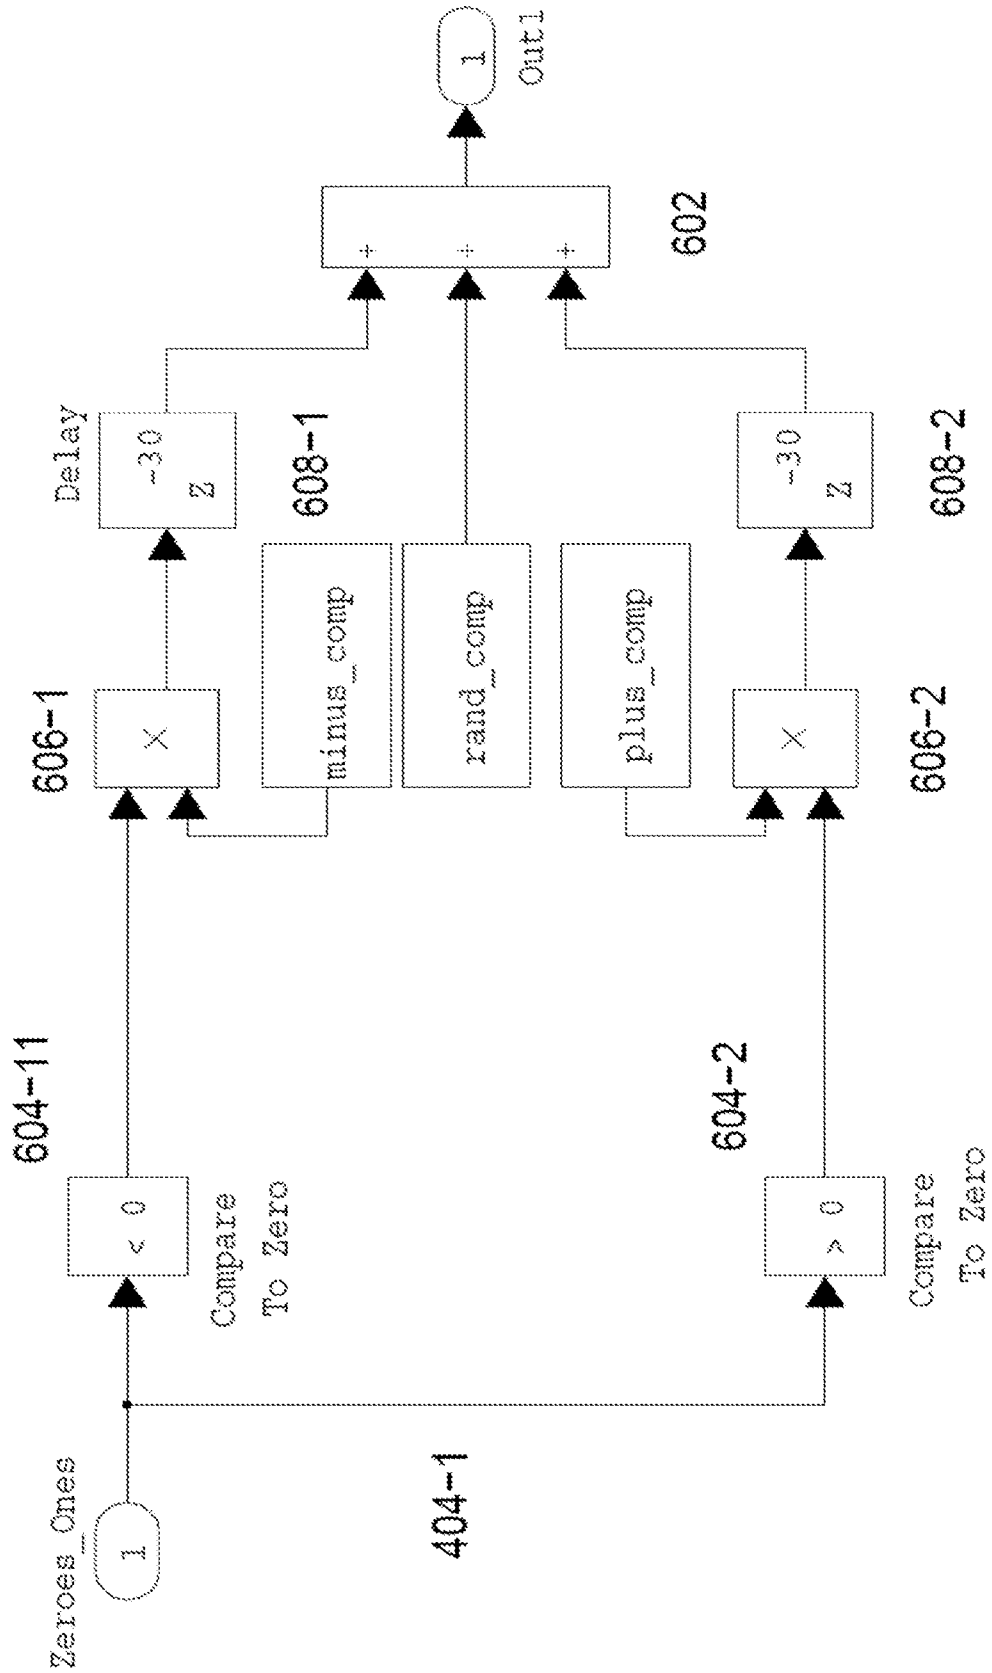 Zeroes_Ones
1
404-1
< 0
Compare
To Zero
604-11
> 0
Compare
To Zero
604-2
X
606-1
minus_comp
rand_comp
plus_comp
X
606-2
Delay
-30
Z
608-1
-30
Z
608-2
+
+
+
602
1
Out1